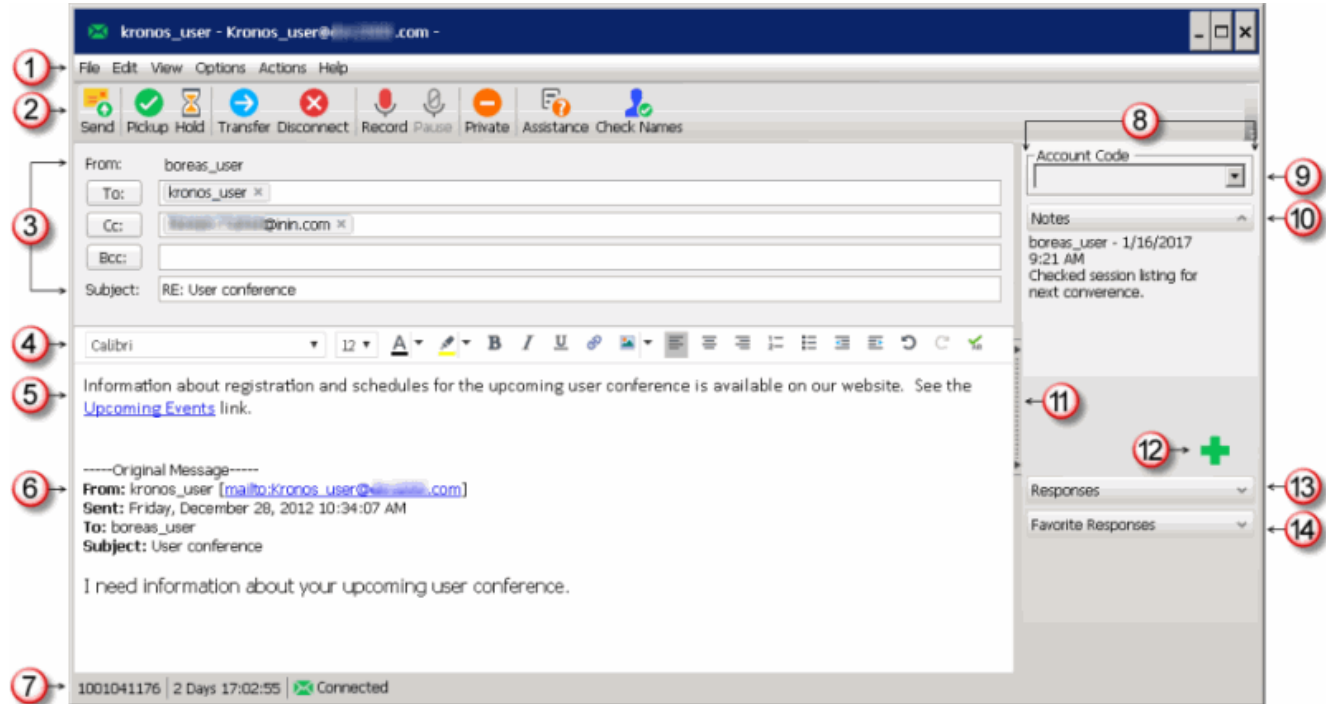 kronos_user - Kronos_user@ .com -
1
File Edit View Options Actions Help
2
Send Pickup Hold Transfer Disconnect Record Pause Private Assistance Check Names
8
3
From: boreas_user
To: kronos_user ×
Cc: @inin.com ×
Bcc:
Subject: RE: User conference
Account Code
9
Notes
10
boreas_user - 1/16/2017
9:21 AM
Checked session listing for
next converence.
4
Calibri 12 A B I U
5
Information about registration and schedules for the upcoming user conference is available on our website. See the
Upcoming Events link.
11
12
6
-----Original Message-----
From: kronos_user [mailto:Kronos_user@ .com]
Sent: Friday, December 28, 2012 10:34:07 AM
To: boreas_user
Subject: User conference
I need information about your upcoming user conference.
Responses
13
Favorite Responses
14
7
1001041176 2 Days 17:02:55 Connected